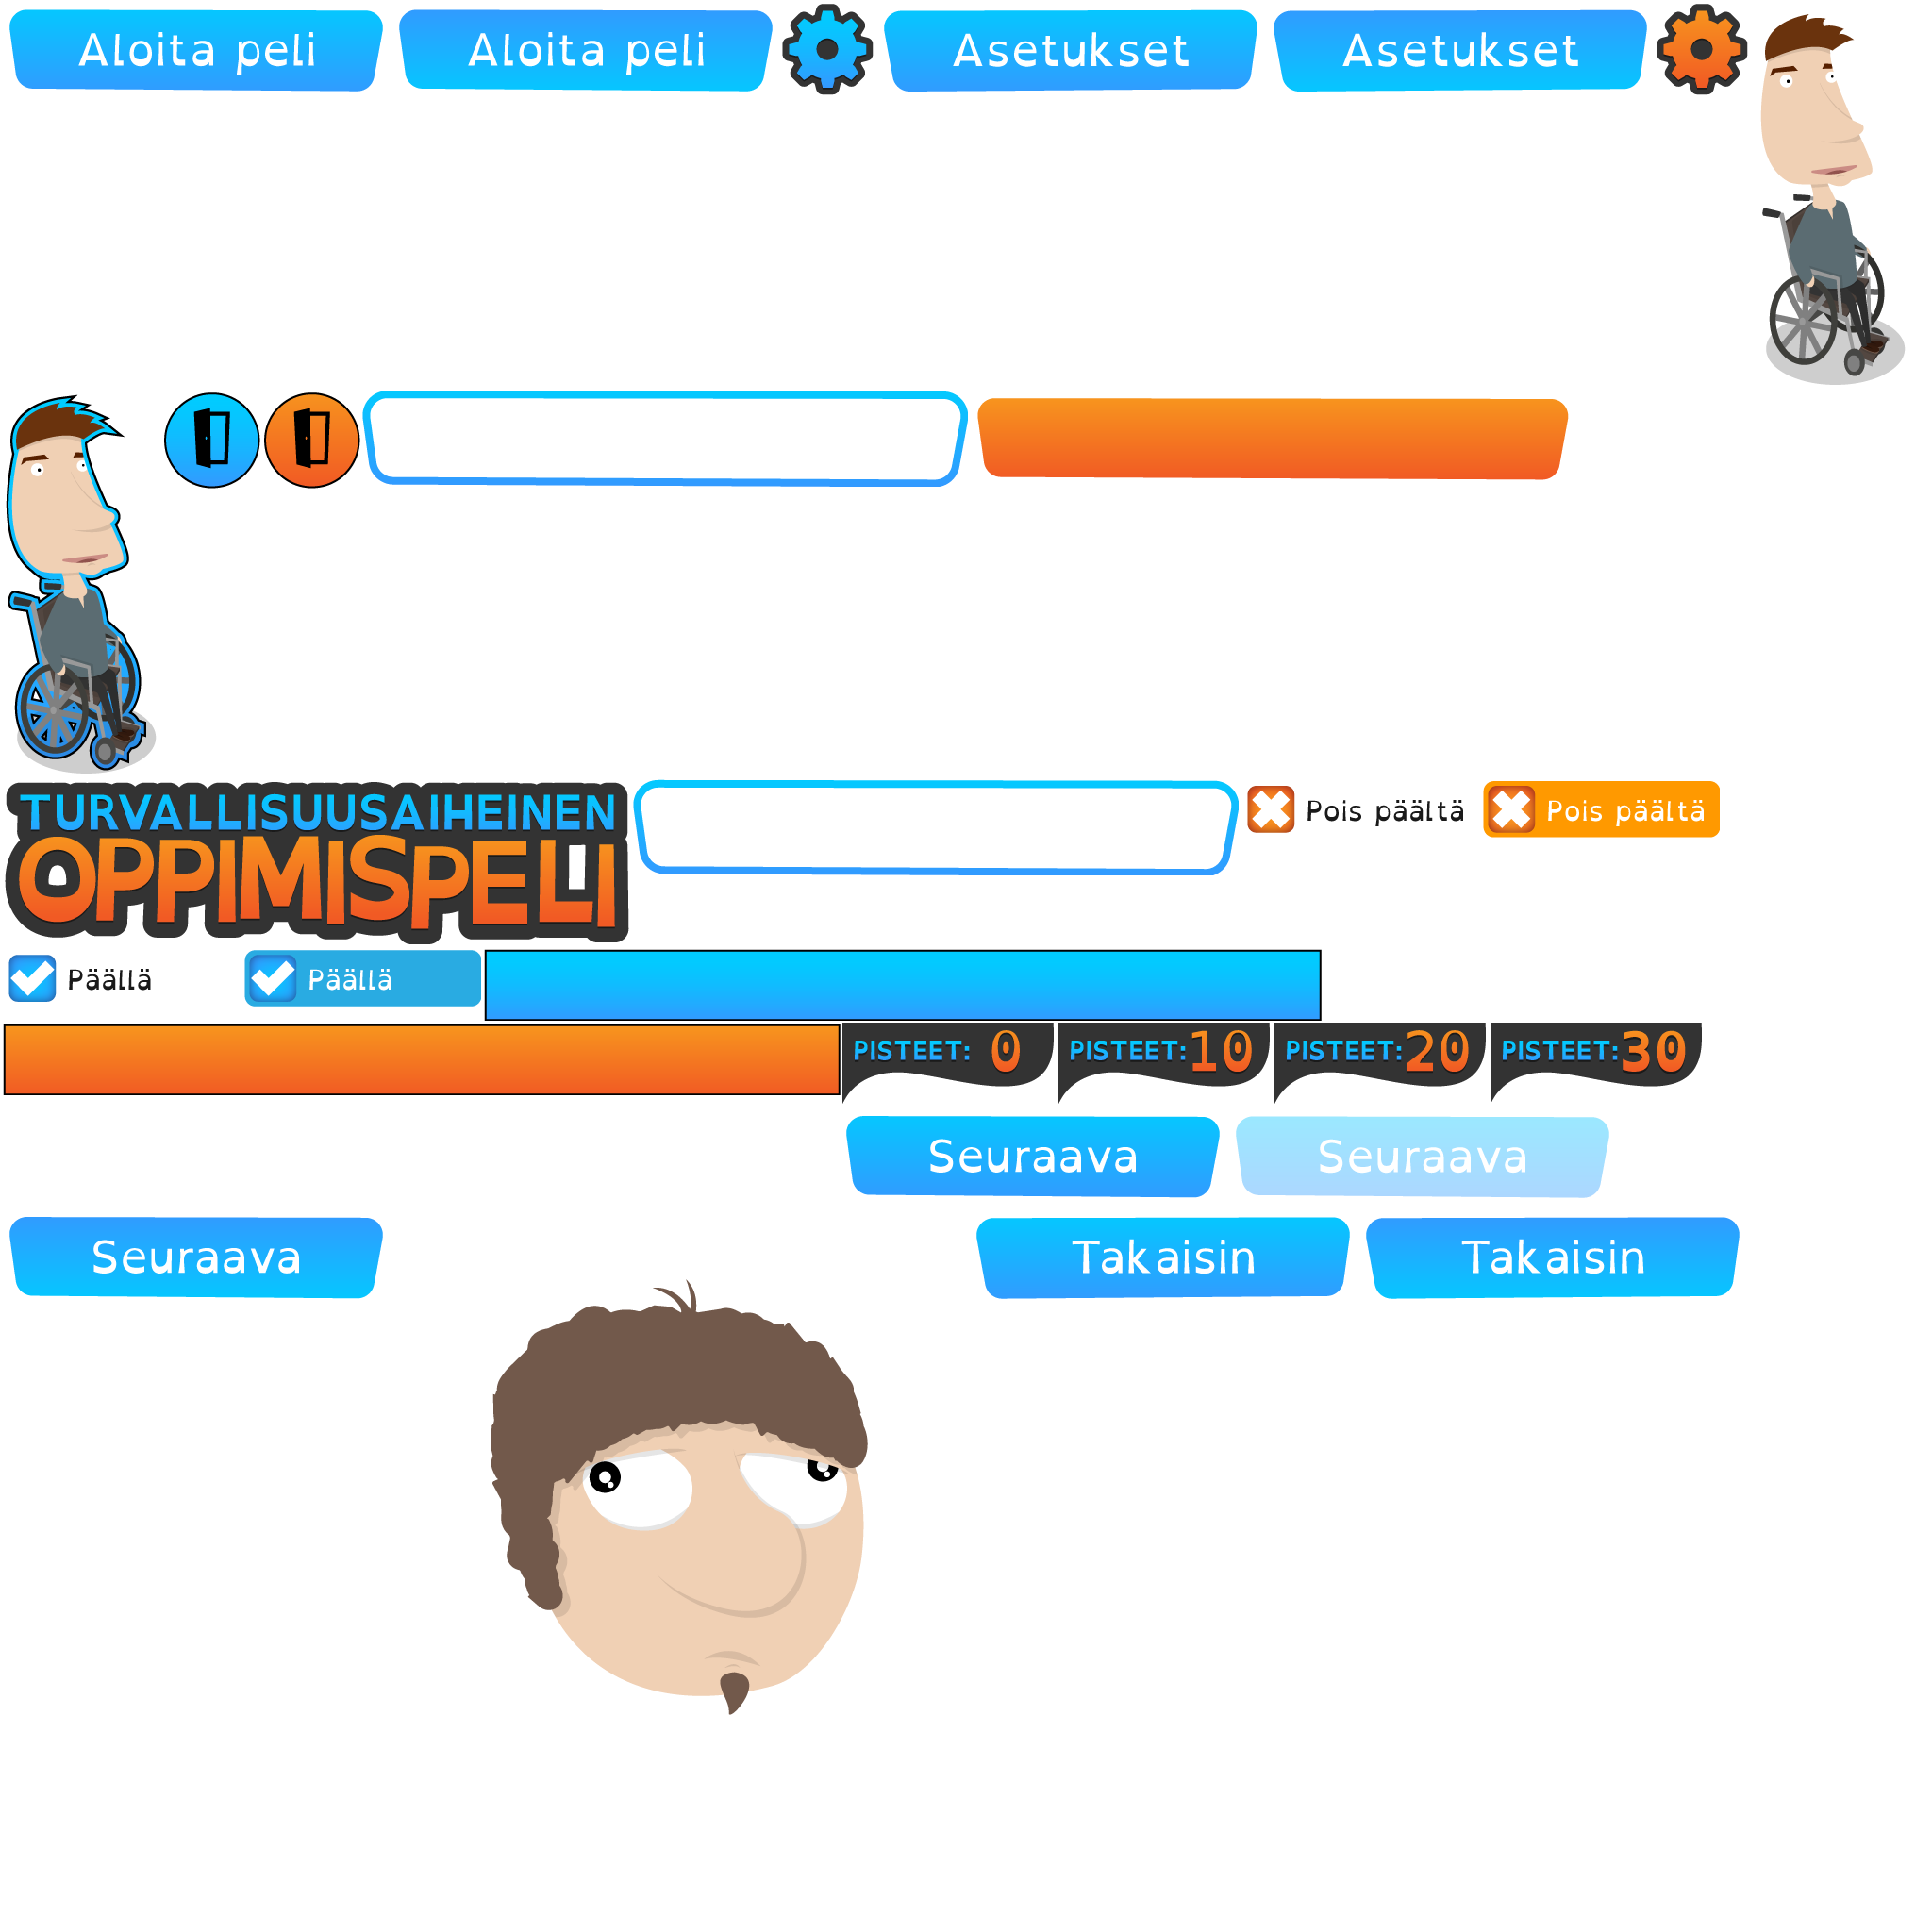 Aloita peli
Aloita peli
Asetukset
Asetukset
TURVALLISUUSAIHEINEN
OPPIMISPELI
Pois päältä
Pois päältä
Päällä
Päällä
PISTEET: 0
PISTEET: 10
PISTEET: 20
PISTEET: 30
Seuraava
Seuraava
Seuraava
Takaisin
Takaisin